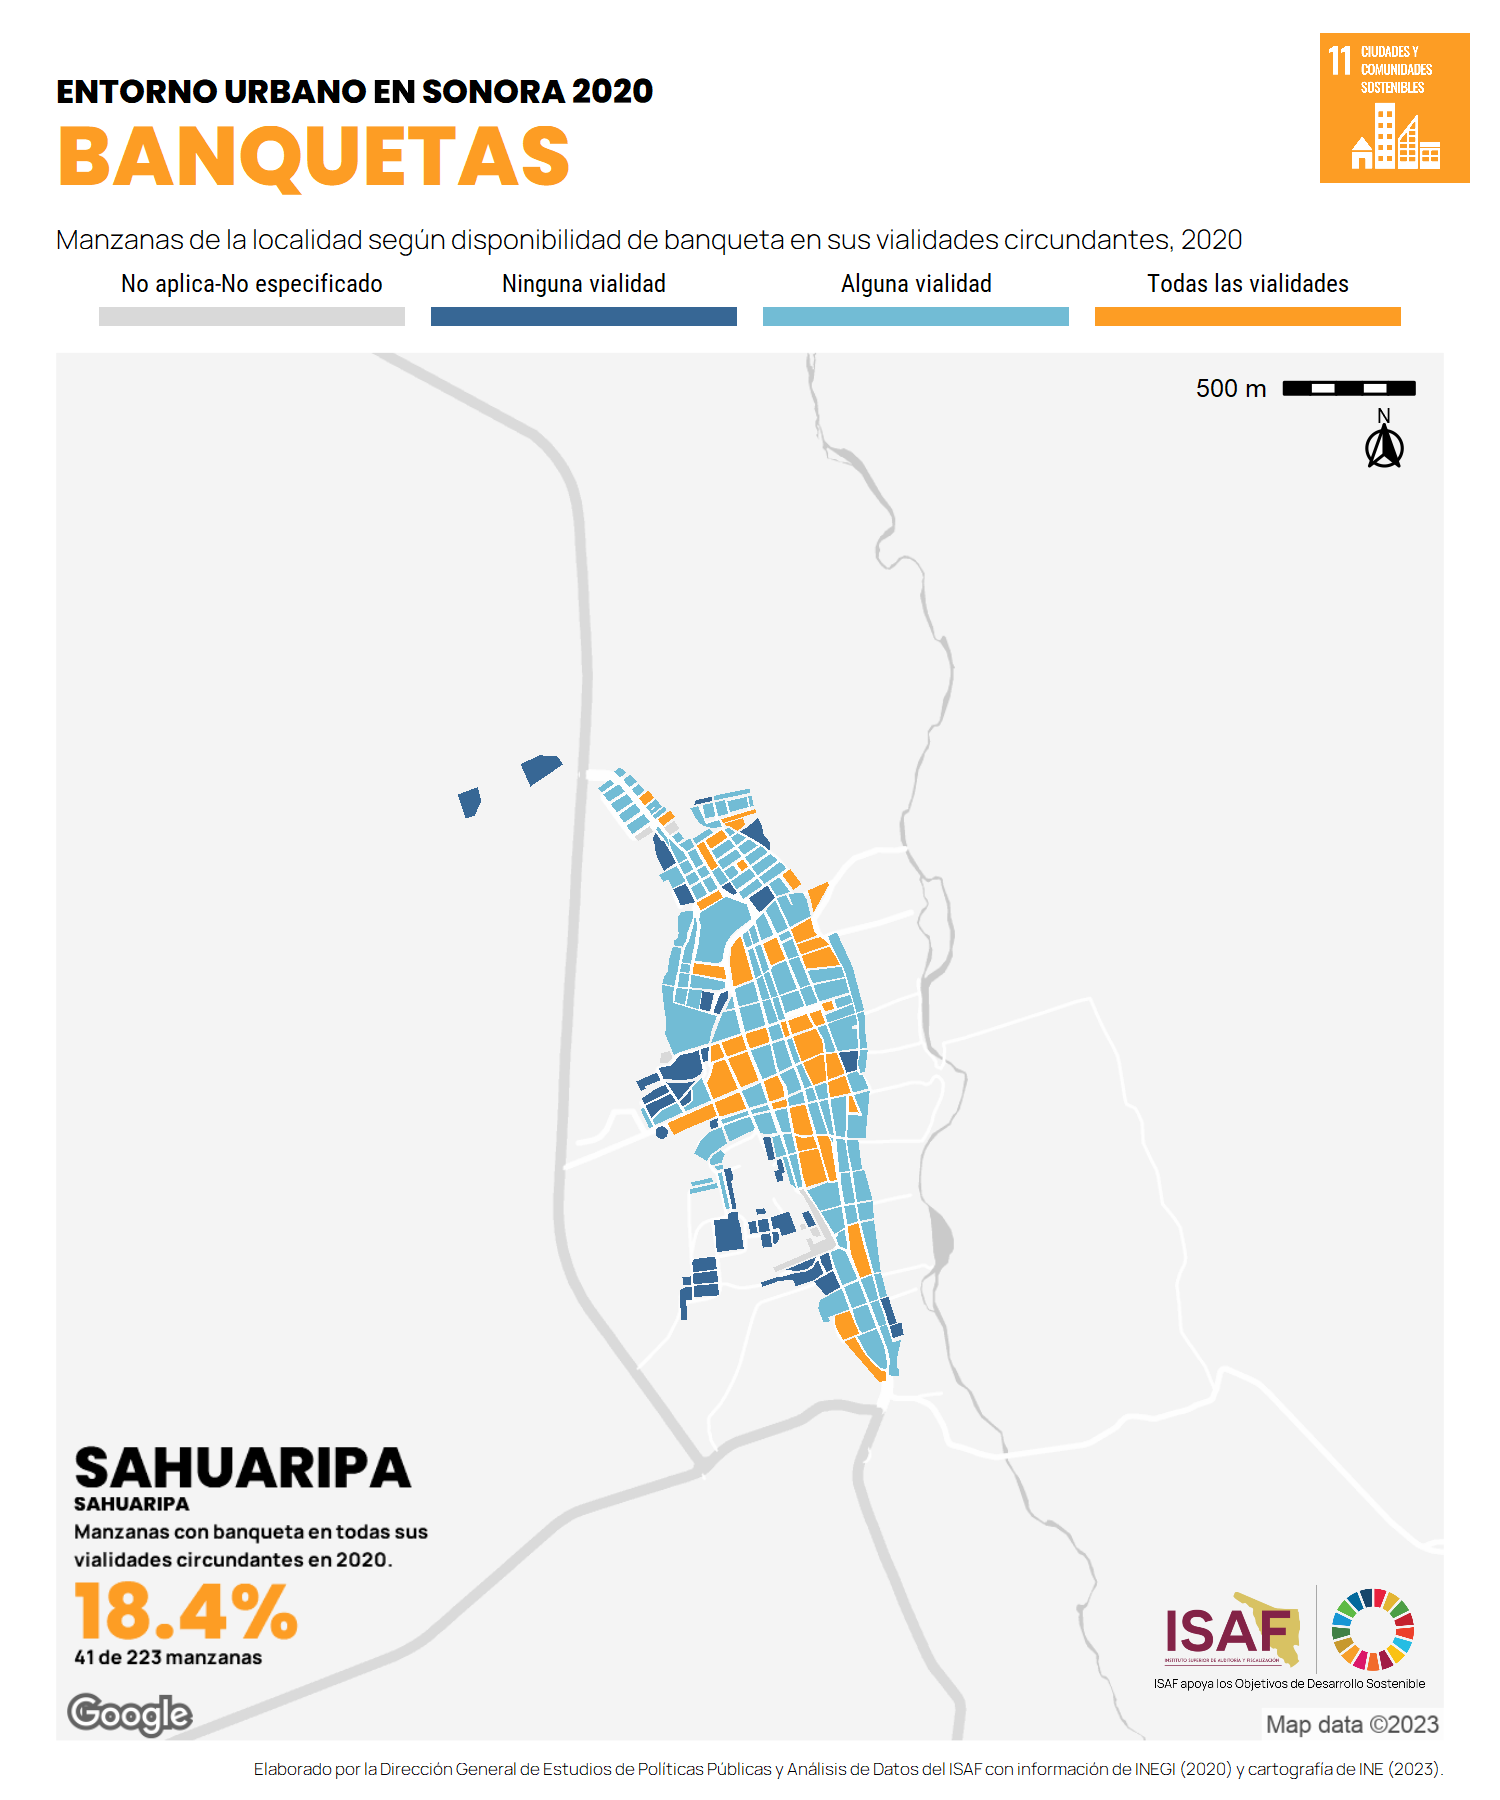 11 CIUDADES Y
COMUNIDADES
SOSTENIBLES
ENTORNO URBANO EN SONORA 2020
BANQUETAS
Manzanas de la localidad según disponibilidad de banqueta en sus vialidades circundantes, 2020
No aplica-No especificado
Ninguna vialidad
Alguna vialidad
Todas las vialidades
500 m
N
SAHUARIPA
SAHUARIPA
Manzanas con banqueta en todas sus
vialidades circundantes en 2020.
18.4%
41 de 223 manzanas
Google
ISAF
INSTITUTO SUPERIOR DE AUDITORÍA Y FISCALIZACIÓN
ISAF apoya los Objetivos de Desarrollo Sostenible
Map data ©2023
Elaborado por la Dirección General de Estudios de Políticas Públicas y Análisis de Datos del ISAF con información de INEGI (2020) y cartografía de INE (2023).